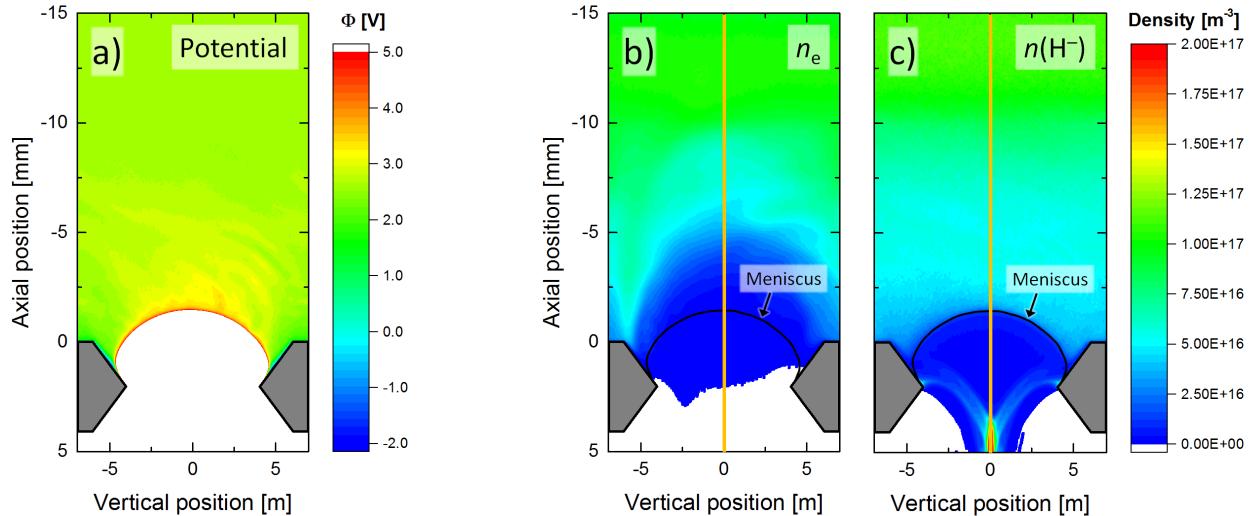 a)
Potential
Φ [V]
5.0
4.0
3.0
2.0
1.0
0.0
-1.0
-2.0
-15
-10
-5
0
5
Axial position [mm]
-5
0
5
Vertical position [m]
b)
nₑ
Meniscus
-15
-10
-5
0
5
Axial position [mm]
-5
0
5
Vertical position [m]
c)
n(H⁻)
Meniscus
-5
0
5
Vertical position [m]
Density [m⁻³]
2.00E+17
1.75E+17
1.50E+17
1.25E+17
1.00E+17
7.50E+16
5.00E+16
2.50E+16
0.00E+00